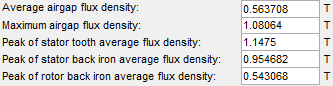 Average airgap flux density: 0.563708 T
Maximum airgap flux density: 1.08064 T
Peak of stator tooth average flux density: 1.1475 T
Peak of stator back iron average flux density: 0.954682 T
Peak of rotor back iron average flux density: 0.543068 T